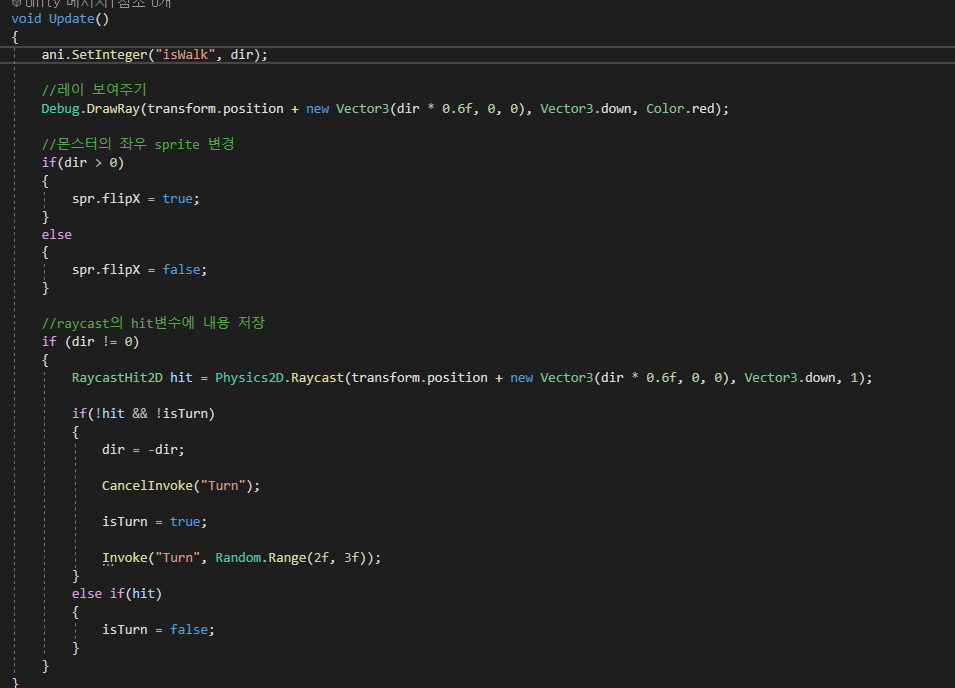 Unity 메시지|참조 0개
void Update()
{
ani.SetInteger("isWalk", dir);
//레이 보여주기
Debug.DrawRay(transform.position + new Vector3(dir * 0.6f, 0, 0), Vector3.down, Color.red);
//몬스터의 좌우 sprite 변경
if(dir > 0)
{
spr.flipX = true;
}
else
{
spr.flipX = false;
}
//raycast의 hit변수에 내용 저장
if (dir != 0)
{
RaycastHit2D hit = Physics2D.Raycast(transform.position + new Vector3(dir * 0.6f, 0, 0), Vector3.down, 1);
if(!hit && !isTurn)
{
dir = -dir;
CancelInvoke("Turn");
isTurn = true;
Invoke("Turn", Random.Range(2f, 3f));
}
else if(hit)
{
isTurn = false;
}
}
}